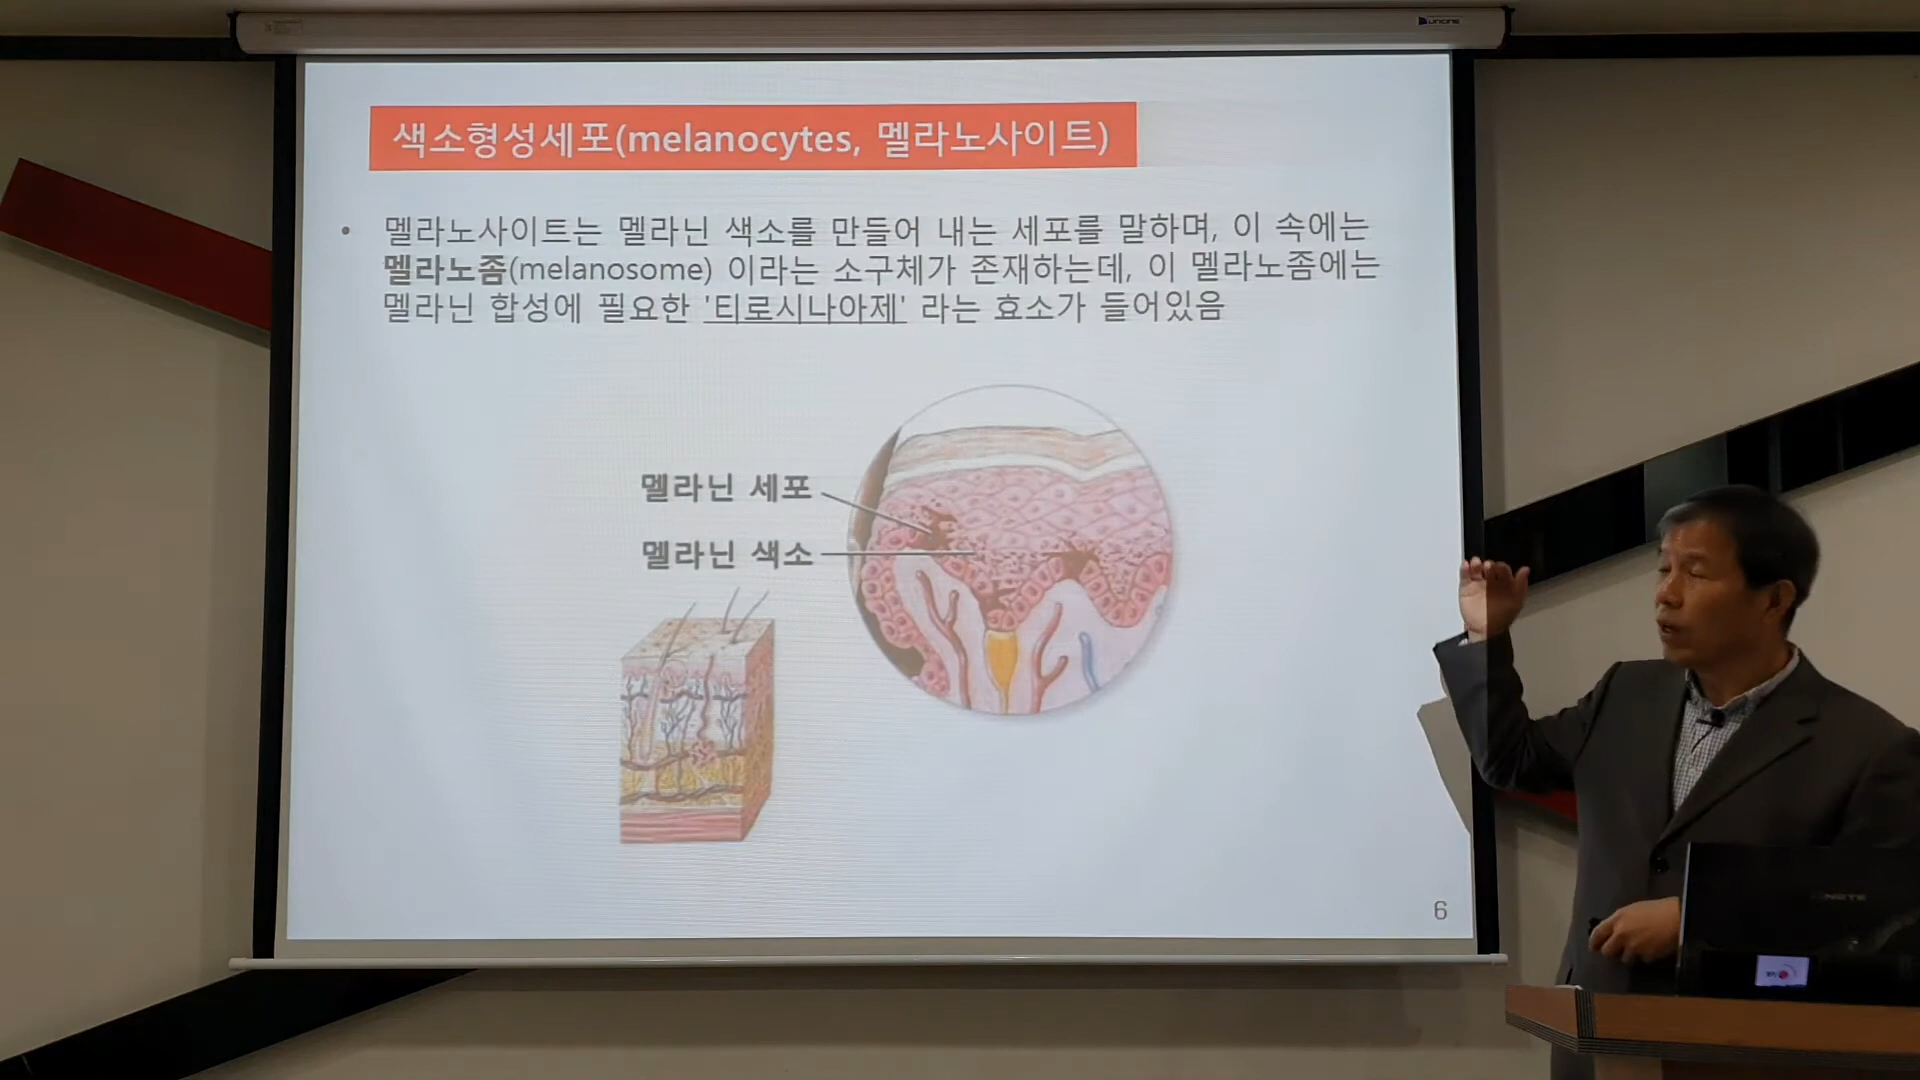 색소형성세포(melanocytes, 멜라노사이트)
• 멜라노사이트는 멜라닌 색소를 만들어 내는 세포를 말하며, 이 속에는
멜라노좀(melanosome) 이라는 소구체가 존재하는데, 이 멜라노좀에는
멜라닌 합성에 필요한 '티로시나아제' 라는 효소가 들어있음
멜라닌 세포
멜라닌 색소
6